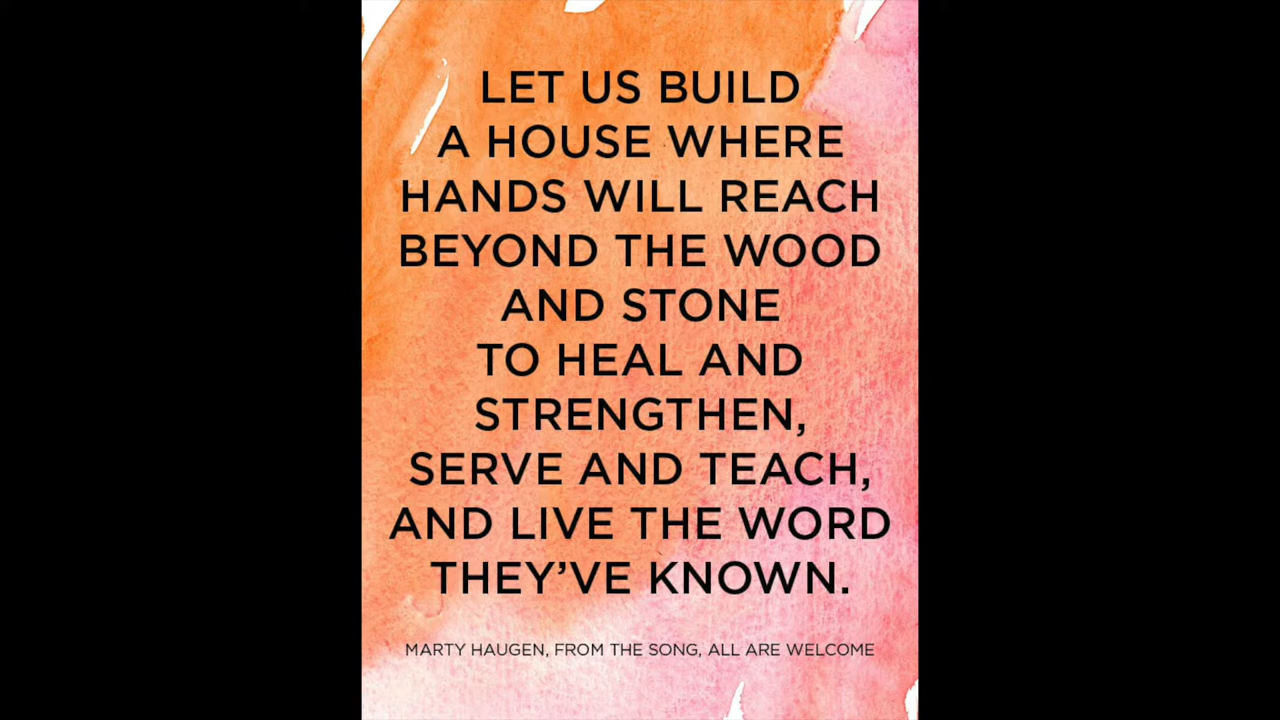 LET US BUILD
A HOUSE WHERE
HANDS WILL REACH
BEYOND THE WOOD
AND STONE
TO HEAL AND
STRENGTHEN,
SERVE AND TEACH,
AND LIVE THE WORD
THEY’VE KNOWN.
MARTY HAUGEN, FROM THE SONG, ALL ARE WELCOME